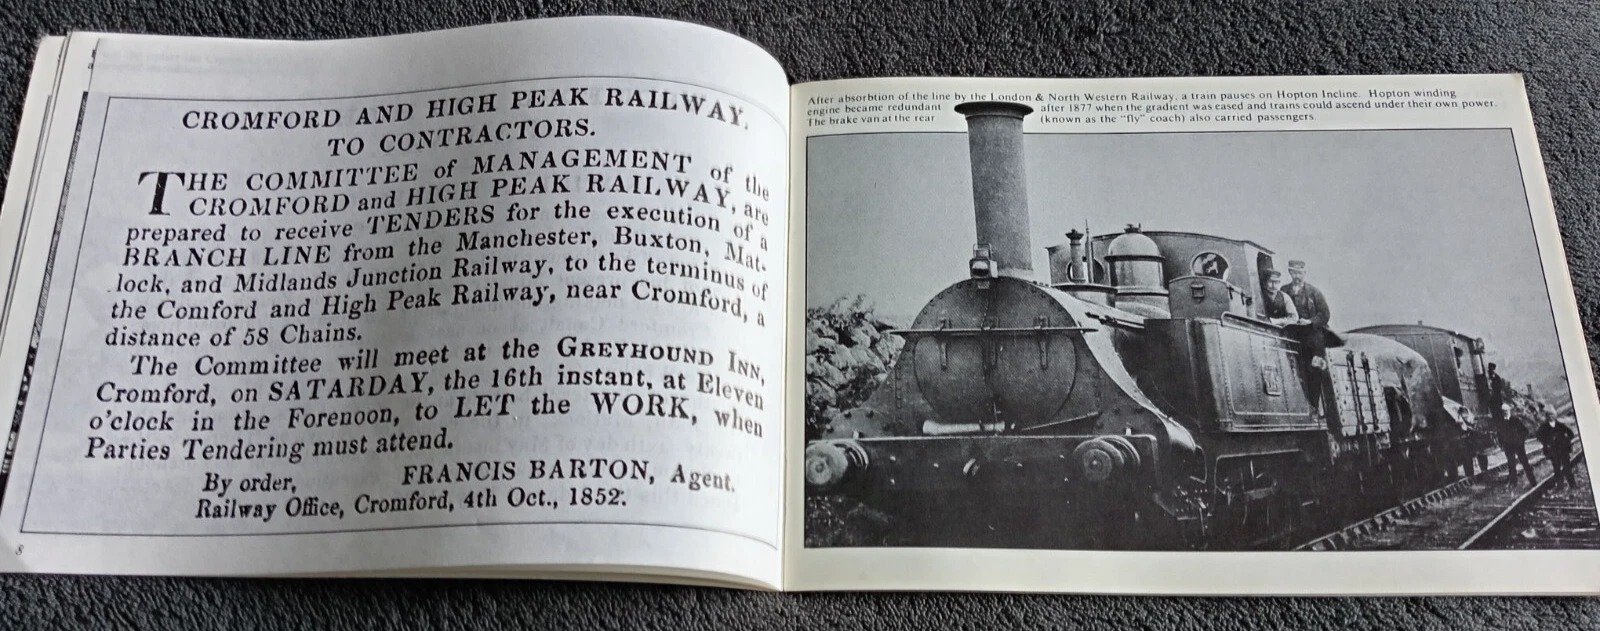 CROMFORD AND HIGH PEAK RAILWAY.
TO CONTRACTORS.
THE COMMITTEE of MANAGEMENT of the
CROMFORD and HIGH PEAK RAILWAY, are
prepared to receive TENDERS for the execution of a
BRANCH LINE from the Manchester, Buxton, Mat-
lock, and Midlands Junction Railway, to the terminus of
the Comford and High Peak Railway, near Cromford, a
distance of 58 Chains.
The Committee will meet at the GREYHOUND INN,
Cromford, on SATARDAY, the 16th instant, at Eleven
o'clock in the Forenoon, to LET the WORK, when
Parties Tendering must attend.
By order, FRANCIS BARTON, Agent.
Railway Office, Cromford, 4th Oct., 1852.
8
After absorbtion of the line by the London & North Western Railway, a train pauses on Hopton Incline. Hopton winding
engine became redundant after 1877 when the gradient was eased and trains could ascend under their own power.
The brake van at the rear (known as the "fly" coach) also carried passengers.